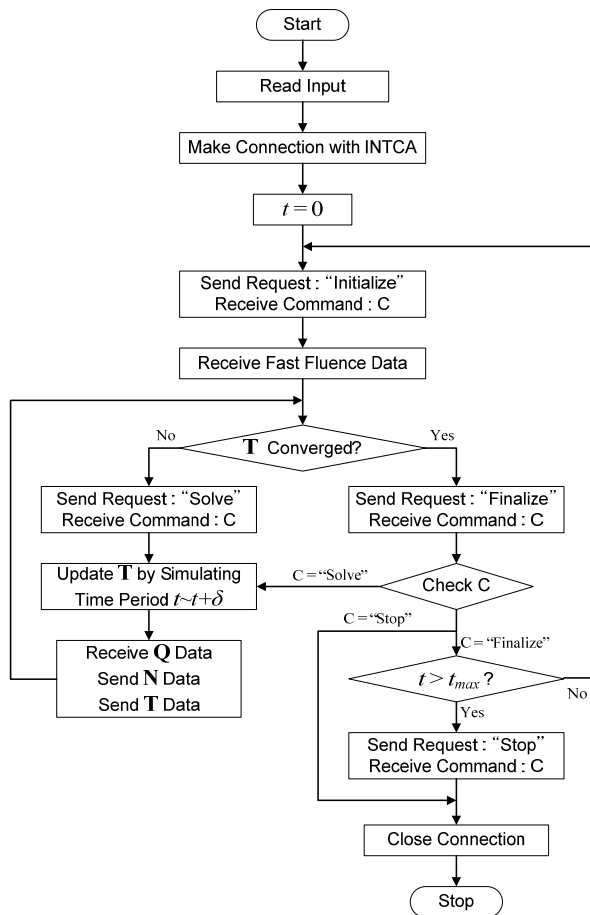 Start
Read Input
Make Connection with INTCA
t = 0
Send Request : “Initialize”
Receive Command : C
Receive Fast Fluence Data
No
T Converged?
Yes
Send Request : “Solve”
Receive Command : C
Send Request : “Finalize”
Receive Command : C
Update T by Simulating
Time Period t~t+δ
C =“Solve”
Check C
C =“Stop”
C =“Finalize”
Receive Q Data
Send N Data
Send T Data
t > tmax ?
No
Yes
Send Request : “Stop”
Receive Command : C
Close Connection
Stop